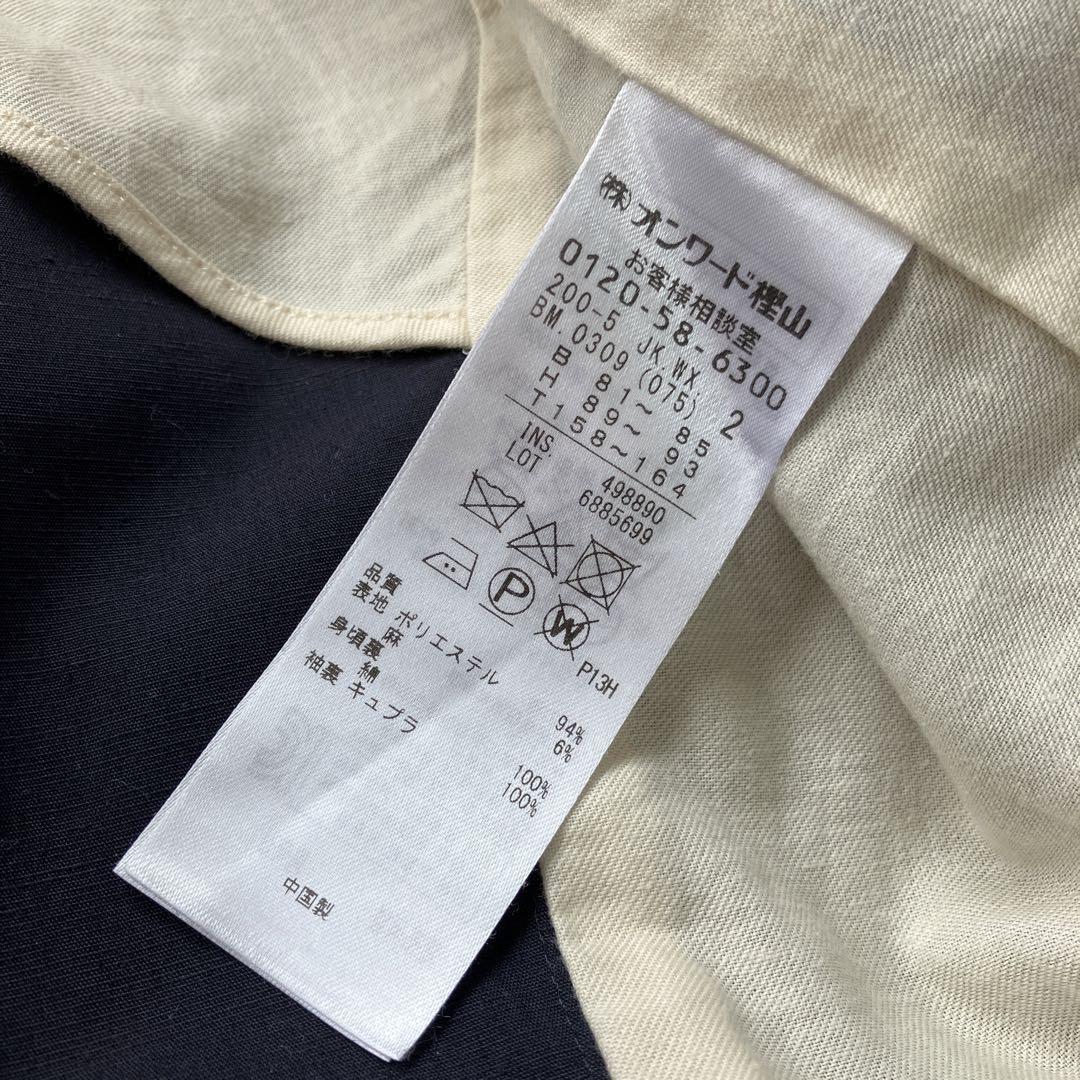 ㈱オンワード樫山
お客様相談室
0120-58-6300
200-5 JK.WX
BM.0309(075) 2
B 81~ 85
H 89~ 93
T158~164
INS. 498890
LOT 6885699
P W P13H
品質
表地 ポリエステル 94%
麻 6%
身頃裏 綿 100%
袖裏 キュプラ 100%
中国製